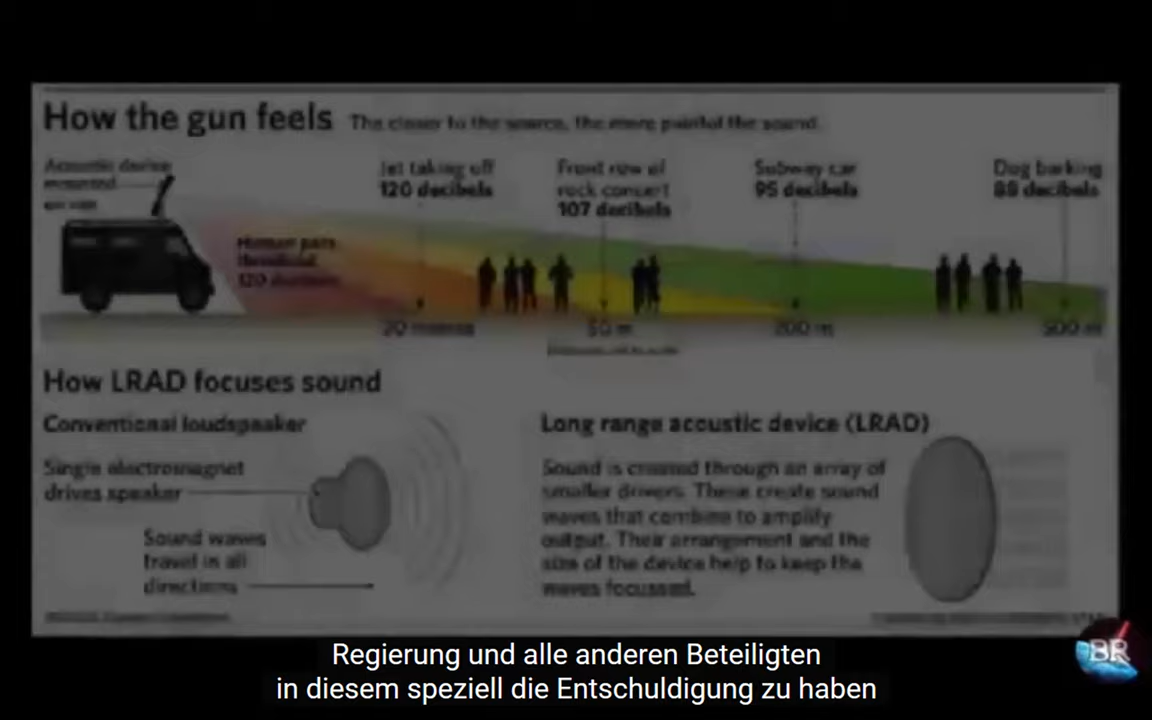 How the gun feels The closer to the source, the more painful the sound.
Acoustic device
mounted
on van
Jet taking off
120 decibels
Front row of
rock concert
107 decibels
Subway car
95 decibels
Dog barking
88 decibels
Human pain
threshold
120 decibels
20 metres
50 m
200 m
500 m
How LRAD focuses sound
Conventional loudspeaker
Single electromagnet
drives speaker
Sound waves
travel in all
directions
Long range acoustic device (LRAD)
Sound is created through an array of
smaller drivers. These create sound
waves that combine to amplify
output. Their arrangement and the
size of the device help to keep the
waves focussed.
BR
Regierung und alle anderen Beteiligten
in diesem speziell die Entschuldigung zu haben